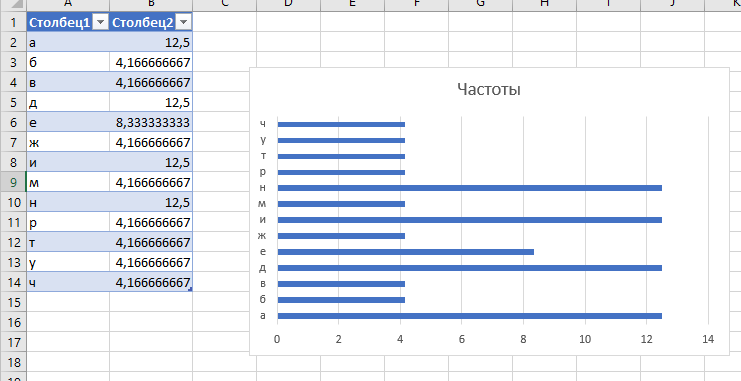 A B C D E F G H I J K
1 Столбец1 Столбец2
2 а 12,5
3 б 4,166666667
4 в 4,166666667
5 д 12,5
6 е 8,333333333
7 ж 4,166666667
8 и 12,5
9 м 4,166666667
10 н 12,5
11 р 4,166666667
12 т 4,166666667
13 у 4,166666667
14 ч 4,166666667
15
16
17
18
Частоты
ч
у
т
р
н
м
и
ж
е
д
в
б
а
0 2 4 6 8 10 12 14